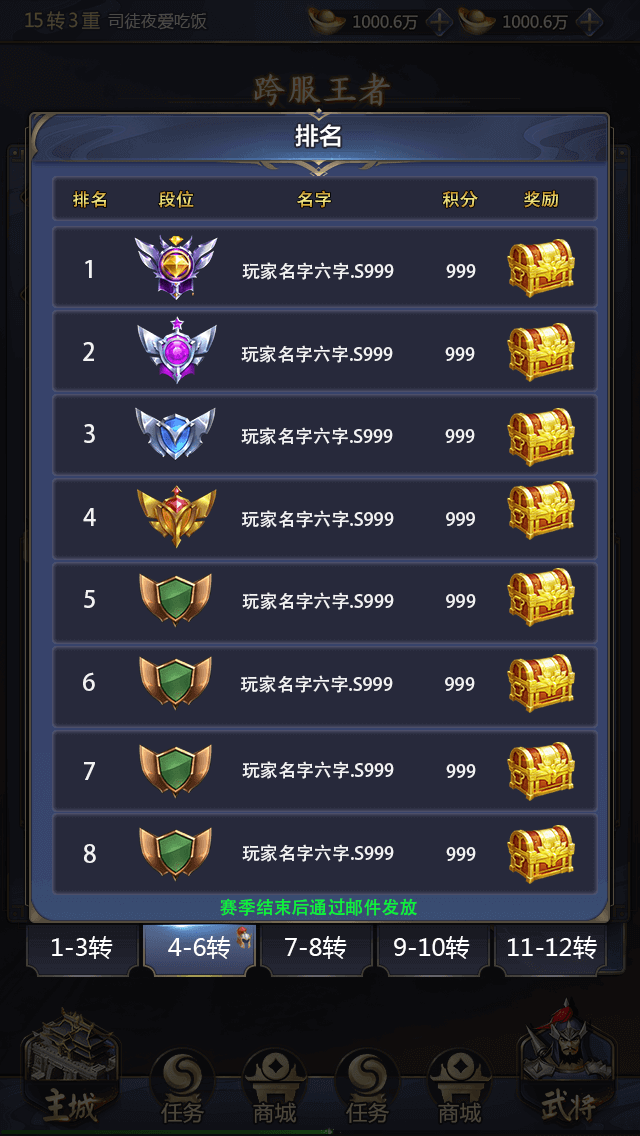 15转3重 司徒夜爱吃饭 1000.6万 1000.6万
跨服王者
排名
排名 段位 名字 积分 奖励
1 玩家名字六字.S999 999
2 玩家名字六字.S999 999
3 玩家名字六字.S999 999
4 玩家名字六字.S999 999
5 玩家名字六字.S999 999
6 玩家名字六字.S999 999
7 玩家名字六字.S999 999
8 玩家名字六字.S999 999
赛季结束后通过邮件发放
1-3转 4-6转 7-8转 9-10转 11-12转
主城 任务 商城 任务 商城 武将